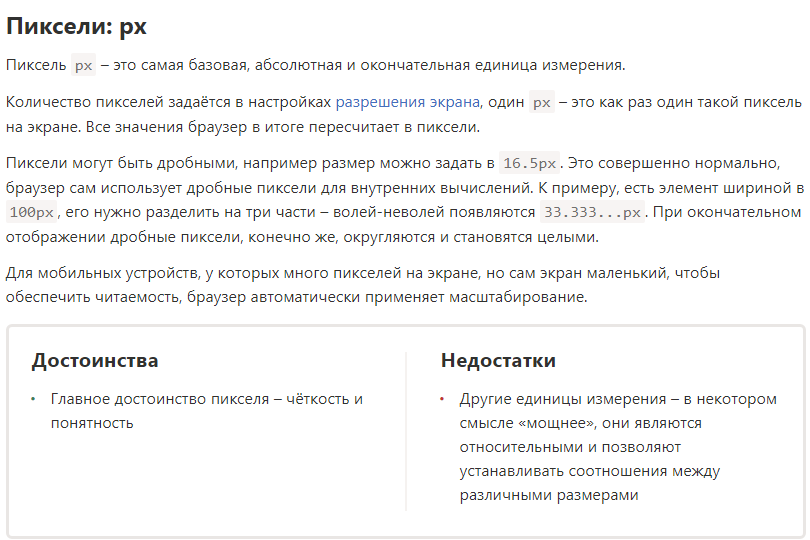 Пиксели: px
Пиксель px – это самая базовая, абсолютная и окончательная единица измерения.
Количество пикселей задаётся в настройках разрешения экрана, один px – это как раз один такой пиксель
на экране. Все значения браузер в итоге пересчитает в пиксели.
Пиксели могут быть дробными, например размер можно задать в 16.5px. Это совершенно нормально,
браузер сам использует дробные пиксели для внутренних вычислений. К примеру, есть элемент шириной в
100px, его нужно разделить на три части – волей-неволей появляются 33.333...px. При окончательном
отображении дробные пиксели, конечно же, округляются и становятся целыми.
Для мобильных устройств, у которых много пикселей на экране, но сам экран маленький, чтобы
обеспечить читаемость, браузер автоматически применяет масштабирование.
Достоинства
• Главное достоинство пикселя – чёткость и
понятность
Недостатки
• Другие единицы измерения – в некотором
смысле «мощнее», они являются
относительными и позволяют
устанавливать соотношения между
различными размерами